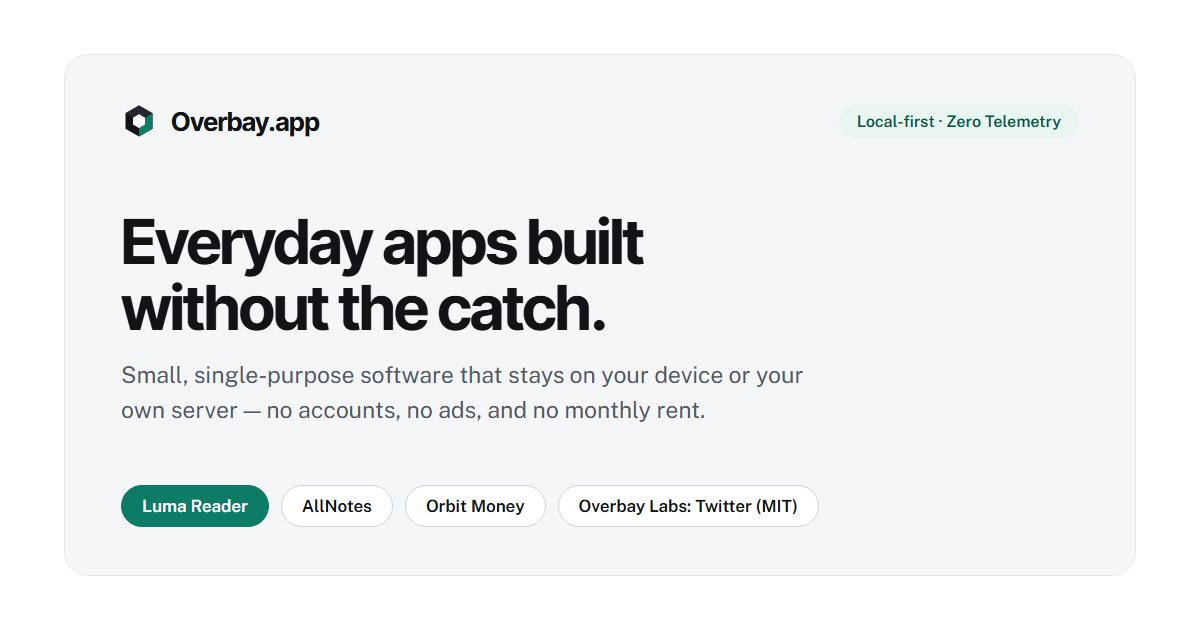 Overbay.app
Local-first · Zero Telemetry
Everyday apps built
without the catch.
Small, single-purpose software that stays on your device or your
own server — no accounts, no ads, and no monthly rent.
Luma Reader
AllNotes
Orbit Money
Overbay Labs: Twitter (MIT)